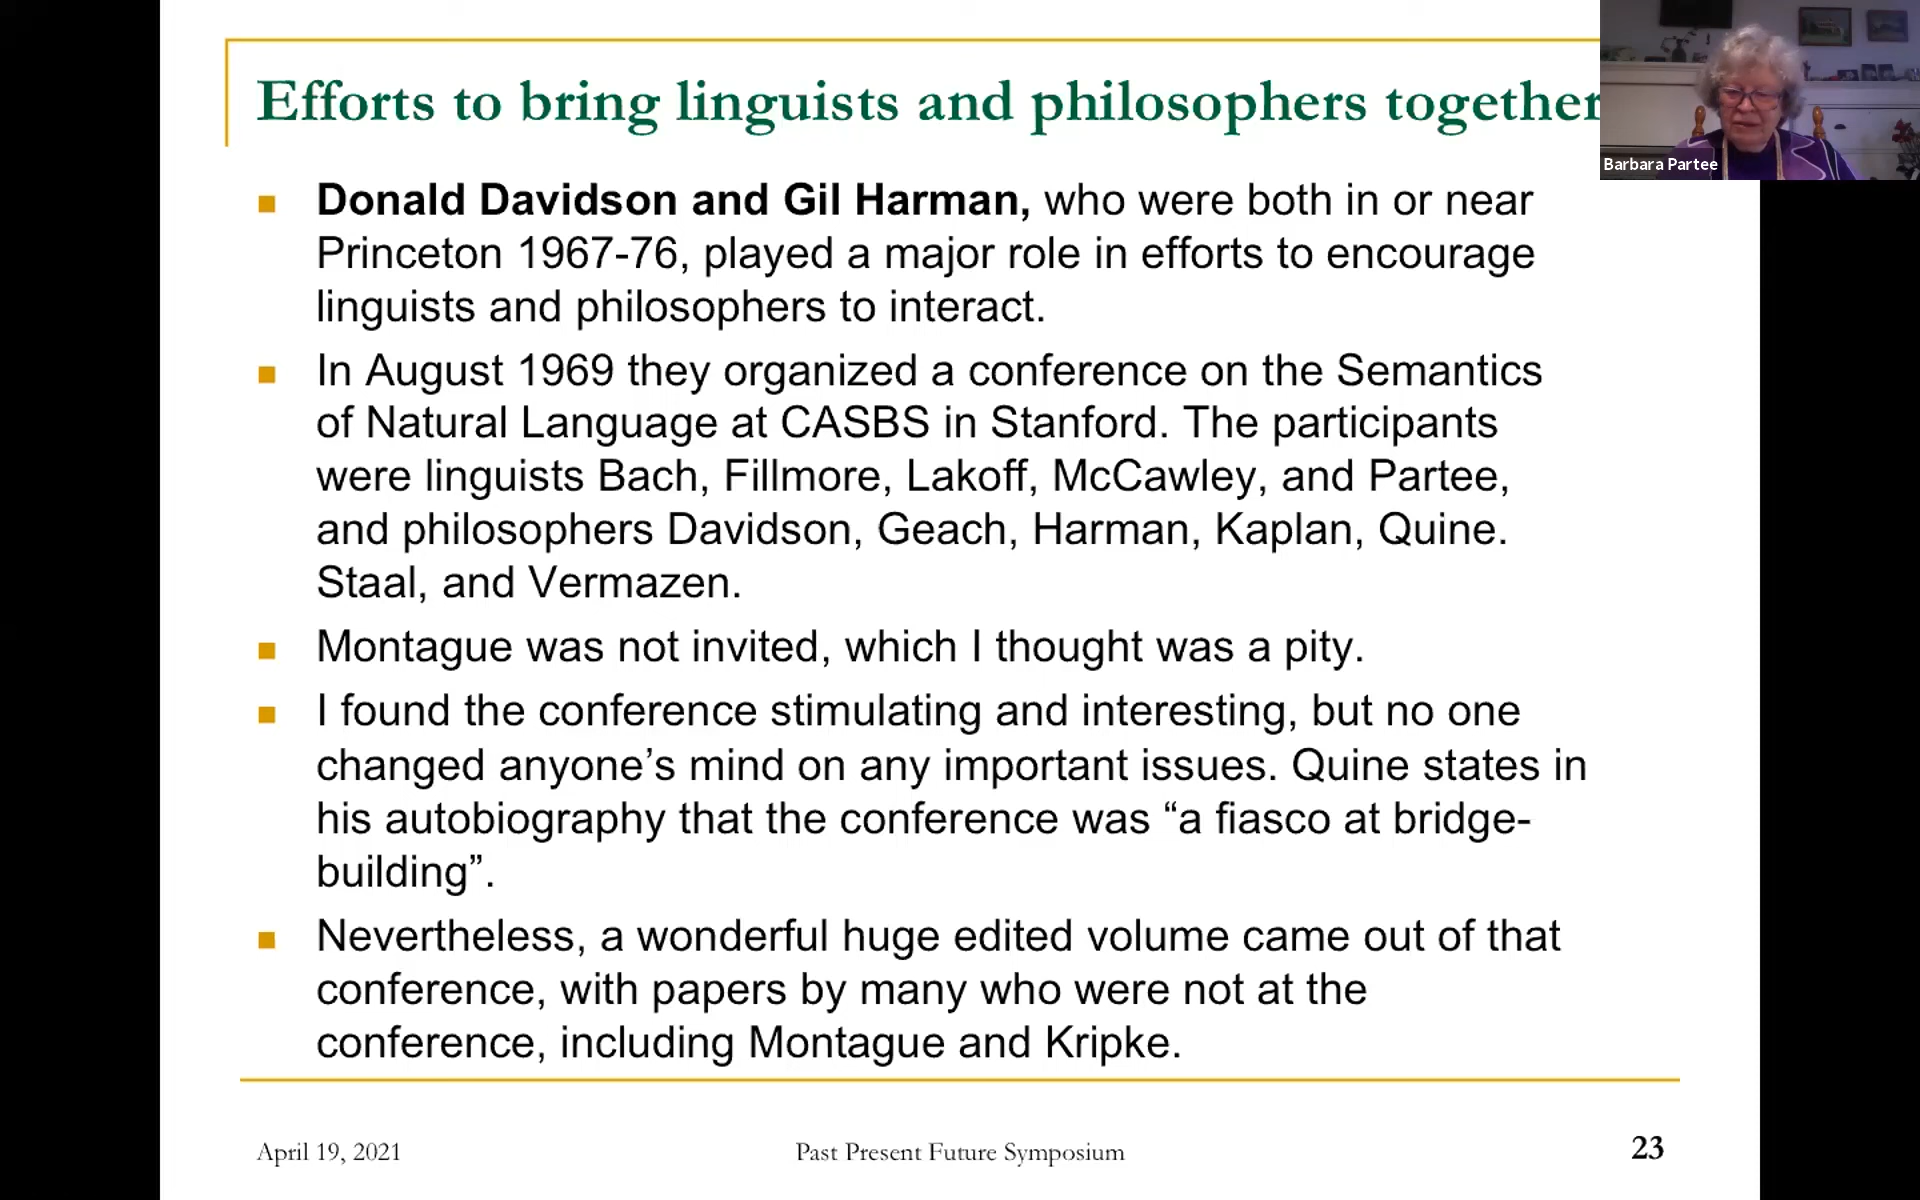 Efforts to bring linguists and philosophers together
Barbara Partee
Donald Davidson and Gil Harman, who were both in or near
Princeton 1967-76, played a major role in efforts to encourage
linguists and philosophers to interact.
In August 1969 they organized a conference on the Semantics
of Natural Language at CASBS in Stanford. The participants
were linguists Bach, Fillmore, Lakoff, McCawley, and Partee,
and philosophers Davidson, Geach, Harman, Kaplan, Quine.
Staal, and Vermazen.
Montague was not invited, which I thought was a pity.
I found the conference stimulating and interesting, but no one
changed anyone’s mind on any important issues. Quine states in
his autobiography that the conference was “a fiasco at bridge-
building”.
Nevertheless, a wonderful huge edited volume came out of that
conference, with papers by many who were not at the
conference, including Montague and Kripke.
April 19, 2021
Past Present Future Symposium
23